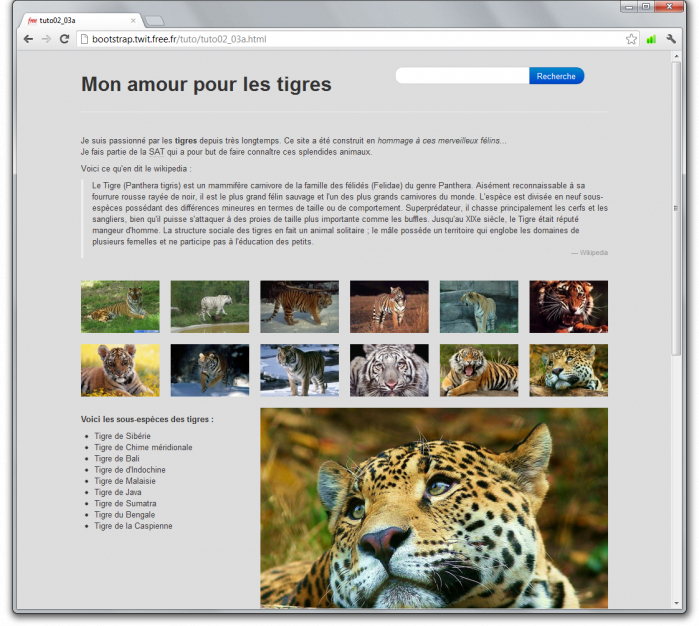 free tuto02_03a
bootstrap.twit.free.fr/tuto/tuto02_03a.html
Mon amour pour les tigres
Recherche
Je suis passionné par les tigres depuis très longtemps. Ce site a été construit en hommage à ces merveilleux félins...
Je fais partie de la SAT qui a pour but de faire connaître ces splendides animaux.
Voici ce qu'en dit le wikipedia :
Le Tigre (Panthera tigris) est un mammifère carnivore de la famille des félidés (Felidae) du genre Panthera. Aisément reconnaissable à sa
fourrure rousse rayée de noir, il est le plus grand félin sauvage et l'un des plus grands carnivores du monde. L'espèce est divisée en neuf sous-
espèces possédant des différences mineures en termes de taille ou de comportement. Superprédateur, il chasse principalement les cerfs et les
sangliers, bien qu'il puisse s'attaquer à des proies de taille plus importante comme les buffles. Jusqu'au XIXe siècle, le Tigre était réputé
mangeur d'homme. La structure sociale des tigres en fait un animal solitaire ; le mâle possède un territoire qui englobe les domaines de
plusieurs femelles et ne participe pas à l'éducation des petits.
— Wikipedia
Voici les sous-espèces des tigres :
Tigre de Sibérie
Tigre de Chime méridionale
Tigre de Bali
Tigre de d'Indochine
Tigre de Malaisie
Tigre de Java
Tigre de Sumatra
Tigre du Bengale
Tigre de la Caspienne